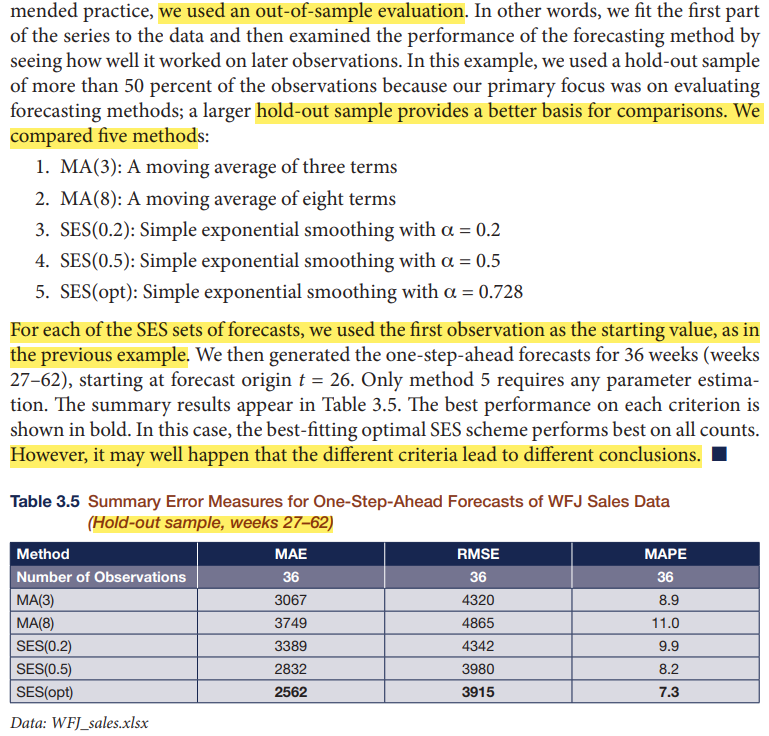 mended practice, we used an out-of-sample evaluation. In other words, we fit the first part
of the series to the data and then examined the performance of the forecasting method by
seeing how well it worked on later observations. In this example, we used a hold-out sample
of more than 50 percent of the observations because our primary focus was on evaluating
forecasting methods; a larger hold-out sample provides a better basis for comparisons. We
compared five methods:
1. MA(3): A moving average of three terms
2. MA(8): A moving average of eight terms
3. SES(0.2): Simple exponential smoothing with α = 0.2
4. SES(0.5): Simple exponential smoothing with α = 0.5
5. SES(opt): Simple exponential smoothing with α = 0.728
For each of the SES sets of forecasts, we used the first observation as the starting value, as in
the previous example. We then generated the one-step-ahead forecasts for 36 weeks (weeks
27–62), starting at forecast origin t = 26. Only method 5 requires any parameter estima-
tion. The summary results appear in Table 3.5. The best performance on each criterion is
shown in bold. In this case, the best-fitting optimal SES scheme performs best on all counts.
However, it may well happen that the different criteria lead to different conclusions. ■
Table 3.5 Summary Error Measures for One-Step-Ahead Forecasts of WFJ Sales Data
(Hold-out sample, weeks 27–62)
Method MAE RMSE MAPE
Number of Observations 36 36 36
MA(3) 3067 4320 8.9
MA(8) 3749 4865 11.0
SES(0.2) 3389 4342 9.9
SES(0.5) 2832 3980 8.2
SES(opt) 2562 3915 7.3
Data: WFJ_sales.xlsx